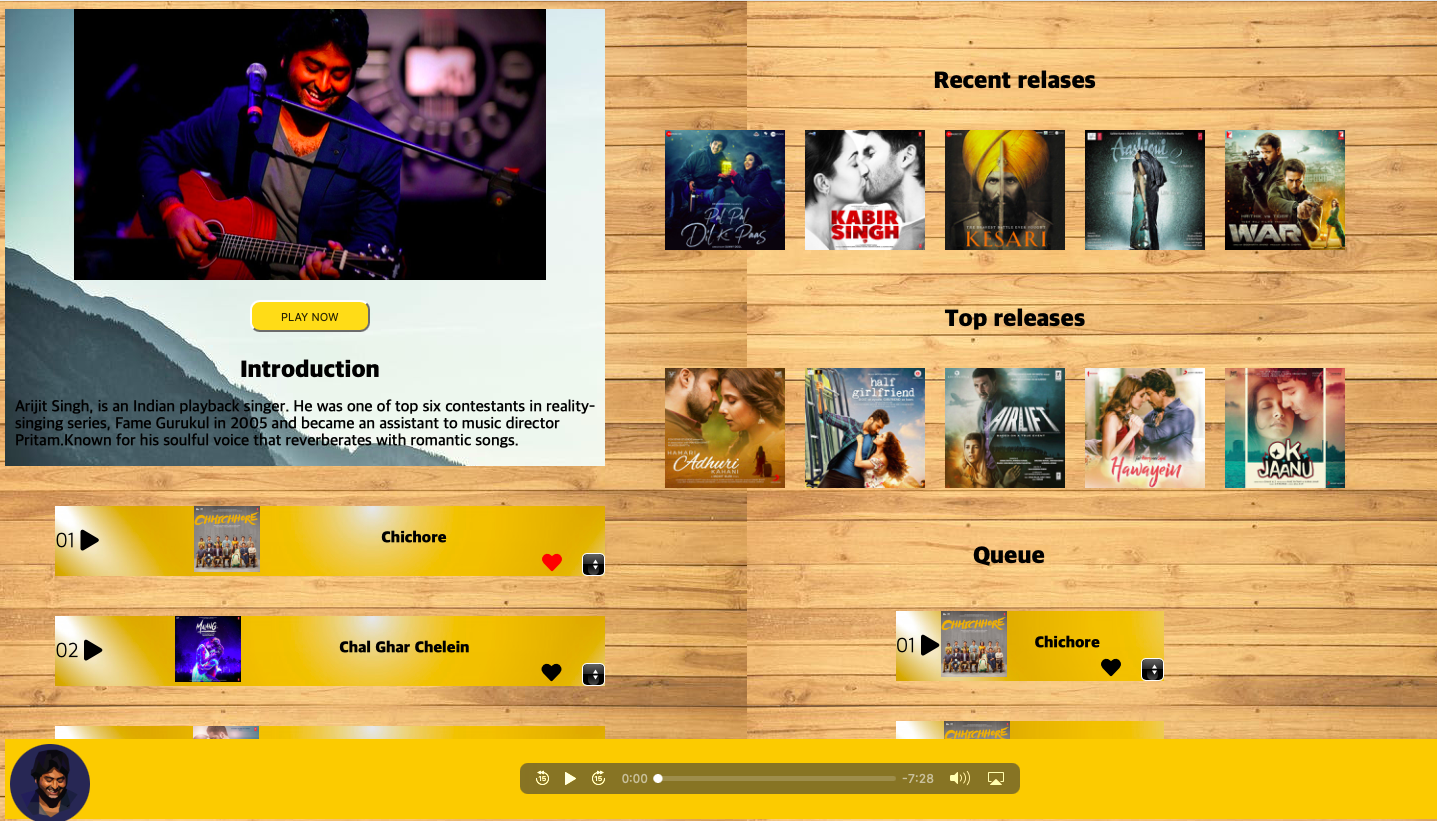 PLAY NOW
Introduction
Arijit Singh, is an Indian playback singer. He was one of top six contestants in reality-
singing series, Fame Gurukul in 2005 and became an assistant to music director
Pritam.Known for his soulful voice that reverberates with romantic songs.
01
CHHICHHORE
Chichore
02
Chal Ghar Chelein
Recent relases
Pal Pal
Dil Ke Paas
KABIR
SINGH
KESARI
Aashiqui 2
WAR
Top releases
HAMARI
Adhuri
KAHANI
half
girlfriend
AIRLIFT
BASED ON A TRUE EVENT
Hawayein
OK
JAANU
Queue
01
CHHICHHORE
Chichore
CHHICHHORE
0:00
-7:28
15
15